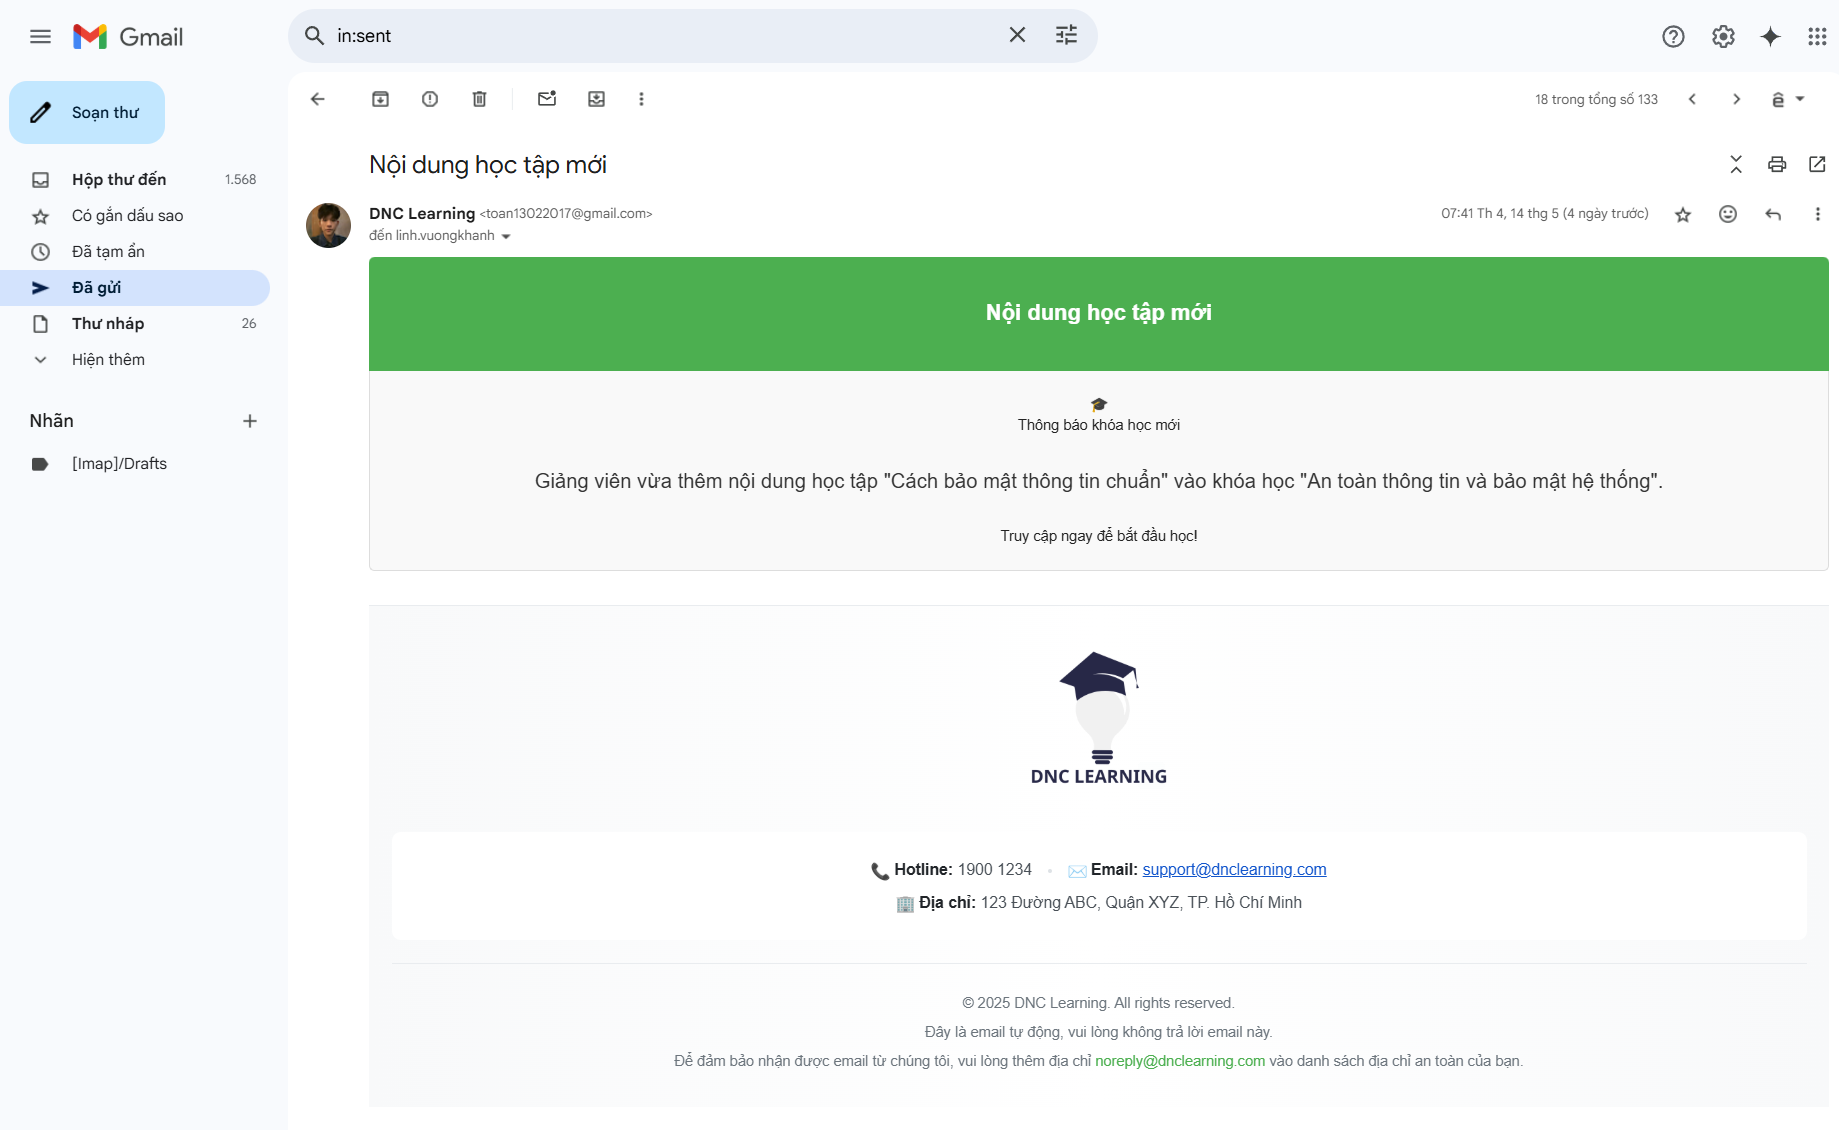 Gmail
in:sent
Soạn thư
Hộp thư đến 1.568
Có gắn dấu sao
Đã tạm ẩn
Đã gửi
Thư nháp 26
Hiện thêm
Nhãn
[Imap]/Drafts
18 trong tổng số 133
ê
Nội dung học tập mới
DNC Learning <toan13022017@gmail.com>
07:41 Th 4, 14 thg 5 (4 ngày trước)
đến linh.vuongkhanh
Nội dung học tập mới
Thông báo khóa học mới
Giảng viên vừa thêm nội dung học tập "Cách bảo mật thông tin chuẩn" vào khóa học "An toàn thông tin và bảo mật hệ thống".
Truy cập ngay để bắt đầu học!
DNC LEARNING
Hotline: 1900 1234 • Email: support@dnclearning.com
Địa chỉ: 123 Đường ABC, Quận XYZ, TP. Hồ Chí Minh
© 2025 DNC Learning. All rights reserved.
Đây là email tự động, vui lòng không trả lời email này.
Để đảm bảo nhận được email từ chúng tôi, vui lòng thêm địa chỉ noreply@dnclearning.com vào danh sách địa chỉ an toàn của bạn.